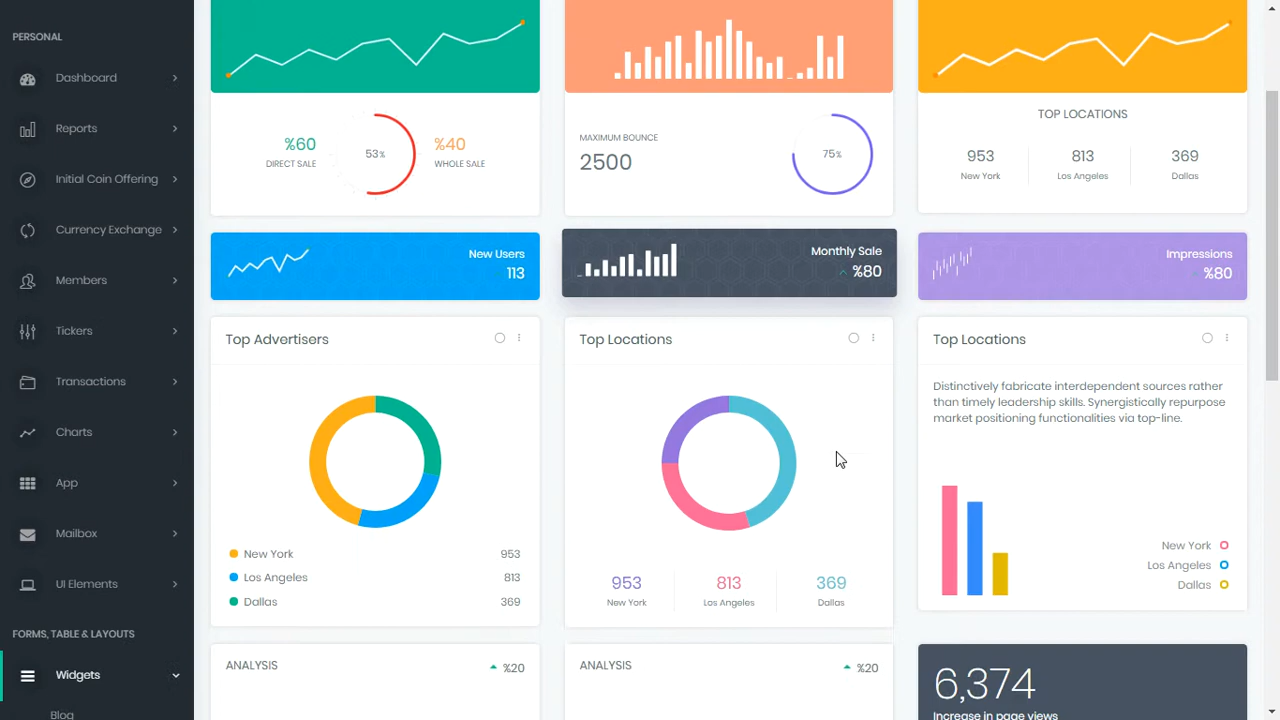 PERSONAL
Dashboard
Reports
Initial Coin Offering
Currency Exchange
Members
Tickers
Transactions
Charts
App
Mailbox
UI Elements
FORMS, TABLE & LAYOUTS
Widgets
Blog
%60
DIRECT SALE
53%
%40
WHOLE SALE
MAXIMUM BOUNCE
2500
75%
TOP LOCATIONS
953
New York
813
Los Angeles
369
Dallas
New Users
113
Monthly Sale
%80
Impressions
%80
Top Advertisers
New York 953
Los Angeles 813
Dallas 369
Top Locations
953
New York
813
Los Angeles
369
Dallas
Top Locations
Distinctively fabricate interdependent sources rather
than timely leadership skills. Synergistically repurpose
market positioning functionalities via top-line.
New York
Los Angeles
Dallas
ANALYSIS %20
ANALYSIS %20
6,374
Increase in page views